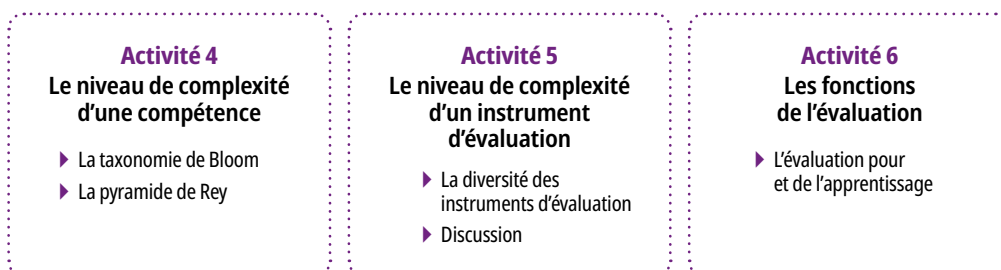 Activité 4
Le niveau de complexité
d’une compétence
La taxonomie de Bloom
La pyramide de Rey
Activité 5
Le niveau de complexité
d’un instrument
d’évaluation
La diversité des
instruments d’évaluation
Discussion
Activité 6
Les fonctions
de l’évaluation
L’évaluation pour
et de l’apprentissage